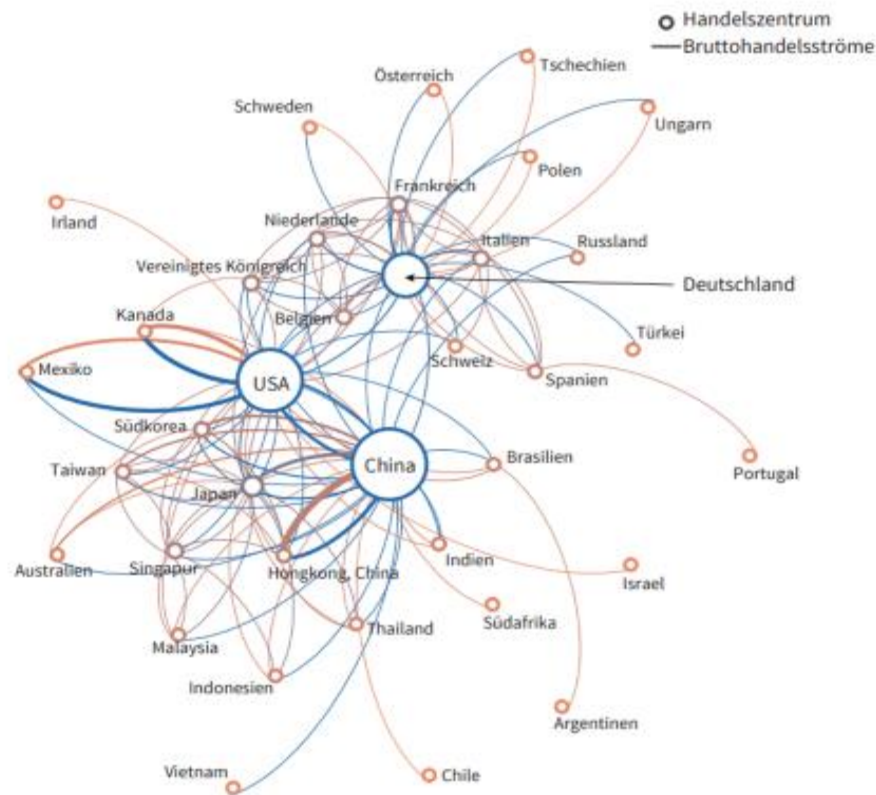 Handelszentrum
Bruttohandelsströme
Tschechien
Österreich
Schweden
Ungarn
Polen
Frankreich
Irland
Niederlande
Italien
Russland
Vereinigtes Königreich
Deutschland
Kanada
Belgien
Türkei
Schweiz
Mexiko
USA
Spanien
Südkorea
Brasilien
China
Taiwan
Portugal
Japan
Indien
Australien
Singapur
Hongkong, China
Israel
Südafrika
Thailand
Malaysia
Indonesien
Argentinen
Vietnam
Chile